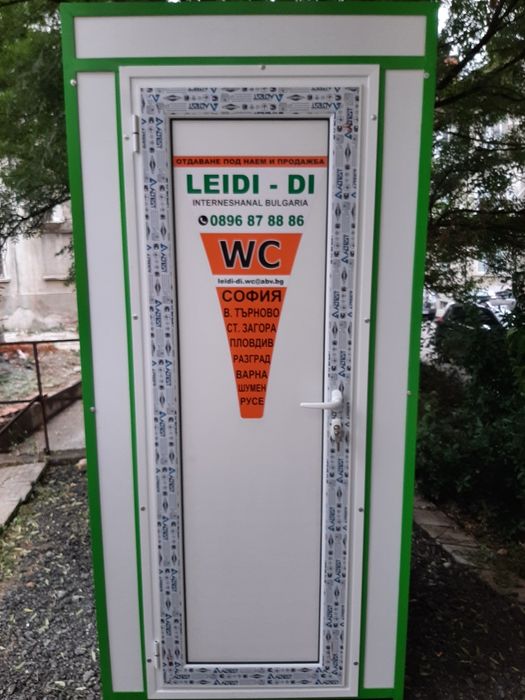 ОТДАВАНЕ ПОД НАЕМ И ПРОДАЖБА
LEIDI - DI
INTERNESHANAL BULGARIA
0896 87 88 86
WC
leidi-di.wc@abv.bg
СОФИЯ
В. ТЪРНОВО
СТ. ЗАГОРА
ПЛОВДИВ
РАЗГРАД
ВАРНА
ШУМЕН
РУСЕ